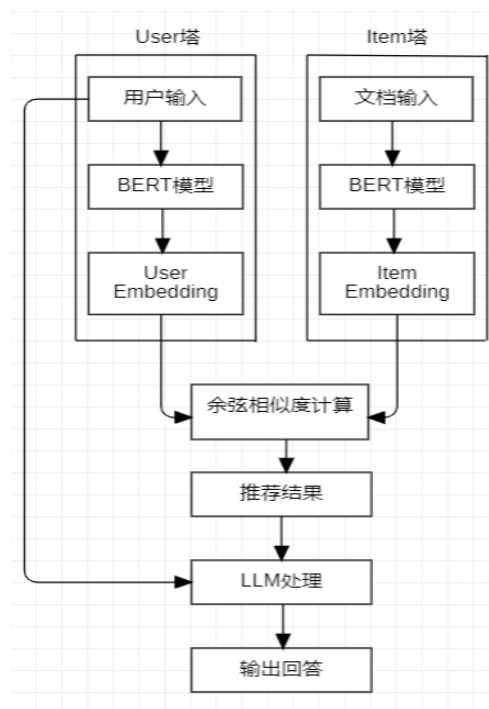 User塔
Item塔
用户输入
文档输入
BERT模型
BERT模型
User
Embedding
Item
Embedding
余弦相似度计算
推荐结果
LLM处理
输出回答